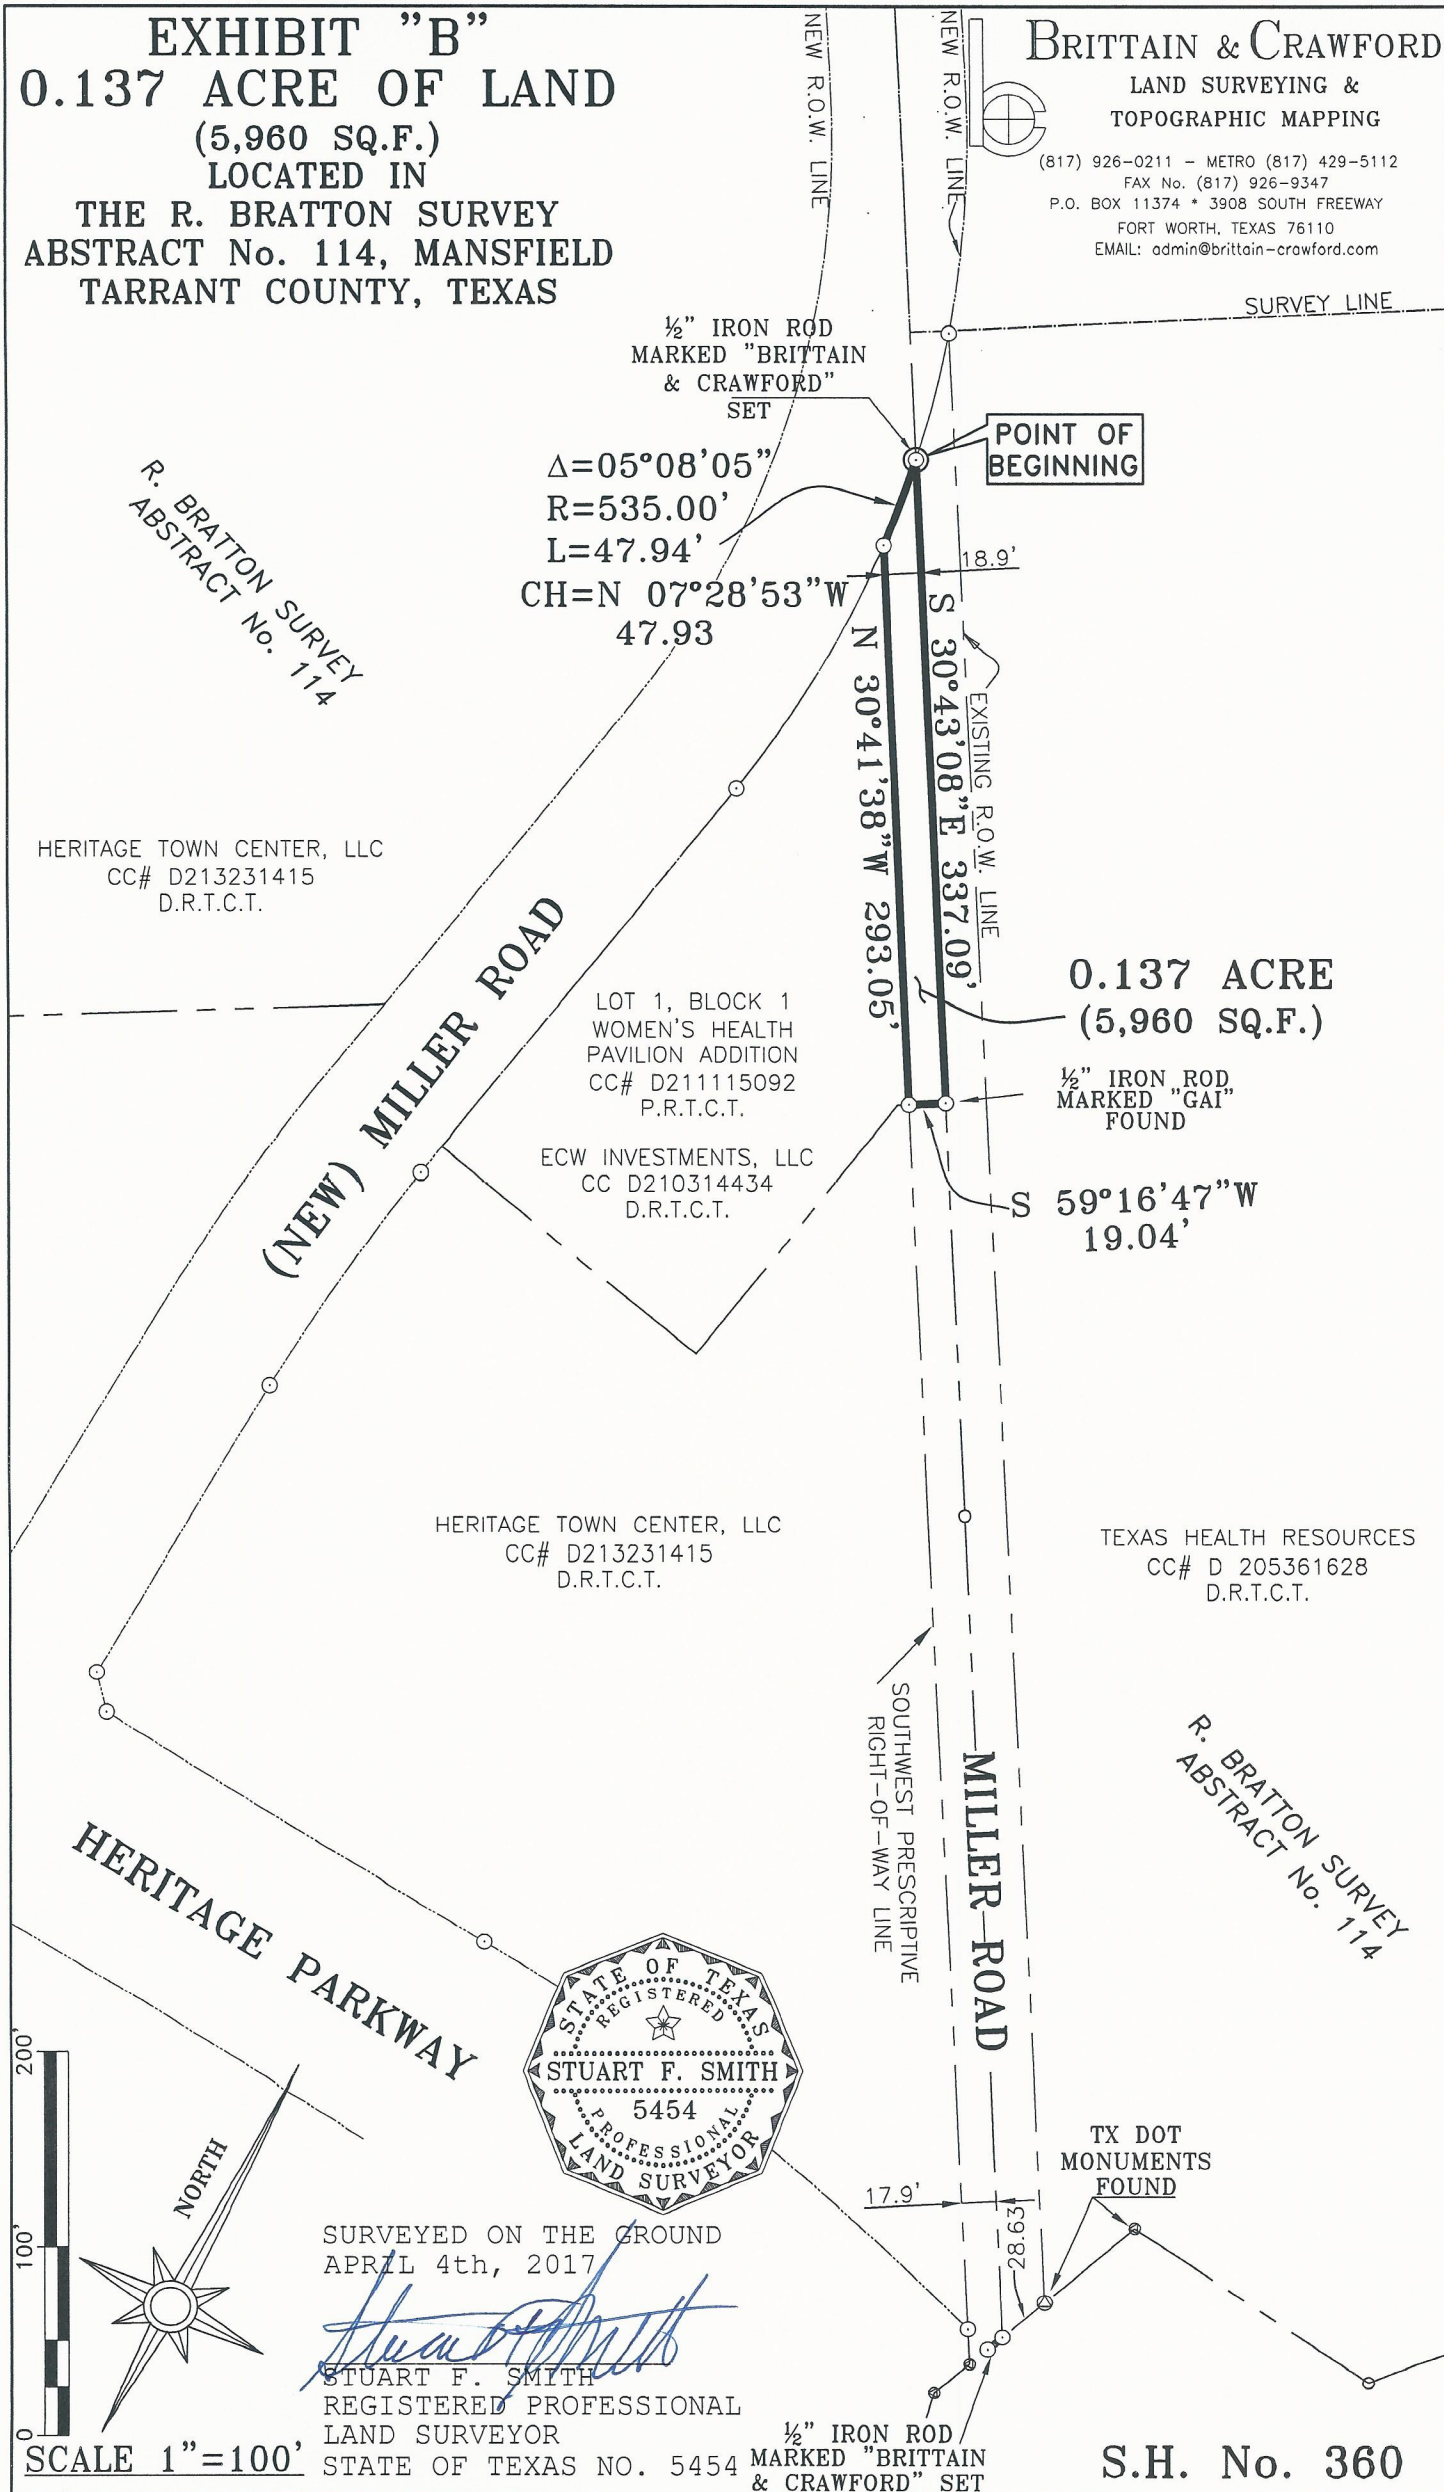 EXHIBIT "B"
0.137 ACRE OF LAND
(5,960 SQ.F.)
LOCATED IN
THE R. BRATTON SURVEY
ABSTRACT No. 114, MANSFIELD
TARRANT COUNTY, TEXAS
NEW R.O.W. LINE
NEW R.O.W. LINE
BRITTAIN & CRAWFORD
LAND SURVEYING &
TOPOGRAPHIC MAPPING
(817) 926-0211 - METRO (817) 429-5112
FAX No. (817) 926-9347
P.O. BOX 11374 * 3908 SOUTH FREEWAY
FORT WORTH, TEXAS 76110
EMAIL: admin@brittain-crawford.com
SURVEY LINE
½" IRON ROD
MARKED "BRITTAIN
& CRAWFORD"
SET
POINT OF
BEGINNING
Δ=05°08'05"
R=535.00'
L=47.94'
CH=N 07°28'53"W
47.93
18.9'
R. BRATTON SURVEY
ABSTRACT No. 114
N 30°41'38"W 293.05'
S 30°43'08"E 337.09'
EXISTING R.O.W. LINE
HERITAGE TOWN CENTER, LLC
CC# D213231415
D.R.T.C.T.
(NEW) MILLER ROAD
LOT 1, BLOCK 1
WOMEN'S HEALTH
PAVILION ADDITION
CC# D211115092
P.R.T.C.T.
0.137 ACRE
(5,960 SQ.F.)
½" IRON ROD
MARKED "GAI"
FOUND
ECW INVESTMENTS, LLC
CC D210314434
D.R.T.C.T.
S 59°16'47"W
19.04'
HERITAGE TOWN CENTER, LLC
CC# D213231415
D.R.T.C.T.
TEXAS HEALTH RESOURCES
CC# D 205361628
D.R.T.C.T.
SOUTHWEST PRESCRIPTIVE
RIGHT-OF-WAY LINE
MILLER ROAD
R. BRATTON SURVEY
ABSTRACT No. 114
HERITAGE PARKWAY
STATE OF TEXAS
REGISTERED
STUART F. SMITH
5454
PROFESSIONAL
LAND SURVEYOR
200'
100'
0
NORTH
TX DOT
MONUMENTS
FOUND
17.9'
28.63
SURVEYED ON THE GROUND
APRIL 4th, 2017
Stuart F Smith
STUART F. SMITH
REGISTERED PROFESSIONAL
LAND SURVEYOR
STATE OF TEXAS NO. 5454
SCALE 1"=100'
½" IRON ROD
MARKED "BRITTAIN
& CRAWFORD" SET
S.H. No. 360